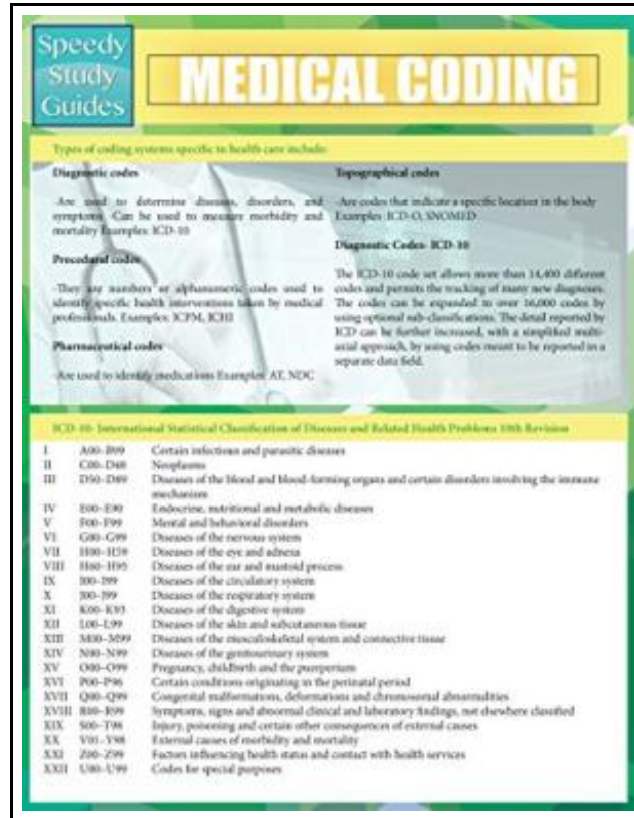 Speedy
Study
Guides
MEDICAL CODING
Types of coding systems specific to health care include:
Diagnostic codes
-Are used to determine diseases, disorders, and
symptoms. Can be used to measure morbidity and
mortality Examples: ICD-10
Procedural codes
-They are numbers or alphanumeric codes used to
identify specific health interventions taken by medical
professionals. Examples: ICPM, ICHI
Pharmaceutical codes
-Are used to identify medications Examples: AT, NDC
Topographical codes
-Are codes that indicate a specific location in the body
Examples: ICD-O, SNOMED
Diagnostic Codes- ICD-10
The ICD-10 code set allows more than 14,400 different
codes and permits the tracking of many new diagnoses.
The codes can be expanded to over 16,000 codes by
using optional sub-classifications. The detail reported by
ICD can be further increased, with a simplified multi-
axial approach, by using codes meant to be reported in a
separate data field.
ICD-10- International Statistical Classification of Diseases and Related Health Problems 10th Revision
I A00-B99 Certain infectious and parasitic diseases
II C00-D48 Neoplasms
III D50-D89 Diseases of the blood and blood-forming organs and certain disorders involving the immune
mechanism
IV E00-E90 Endocrine, nutritional and metabolic diseases
V F00-F99 Mental and behavioral disorders
VI G00-G99 Diseases of the nervous system
VII H00-H59 Diseases of the eye and adnexa
VIII H60-H95 Diseases of the ear and mastoid process
IX I00-I99 Diseases of the circulatory system
X J00-J99 Diseases of the respiratory system
XI K00-K93 Diseases of the digestive system
XII L00-L99 Diseases of the skin and subcutaneous tissue
XIII M00-M99 Diseases of the musculoskeletal system and connective tissue
XIV N00-N99 Diseases of the genitourinary system
XV O00-O99 Pregnancy, childbirth and the puerperium
XVI P00-P96 Certain conditions originating in the perinatal period
XVII Q00-Q99 Congenital malformations, deformations and chromosomal abnormalities
XVIII R00-R99 Symptoms, signs and abnormal clinical and laboratory findings, not elsewhere classified
XIX S00-T98 Injury, poisoning and certain other consequences of external causes
XX V01-Y98 External causes of morbidity and mortality
XXI Z00-Z99 Factors influencing health status and contact with health services
XXII U00-U99 Codes for special purposes